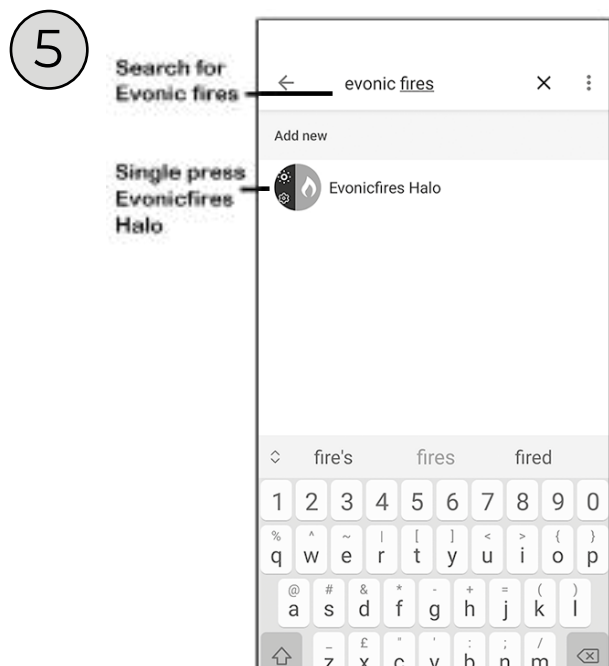 5
Search for
Evonic fires
evonic fires
Add new
Single press
Evonicfires
Halo
Evonicfires Halo
fire's fires fired
1 2 3 4 5 6 7 8 9 0
% ^ ~ | [ ] < > { }
q w e r t y u i o p
@ # & * - + = ( )
a s d f g h j k l
_ £ " ' : ; /
z x c v b n m